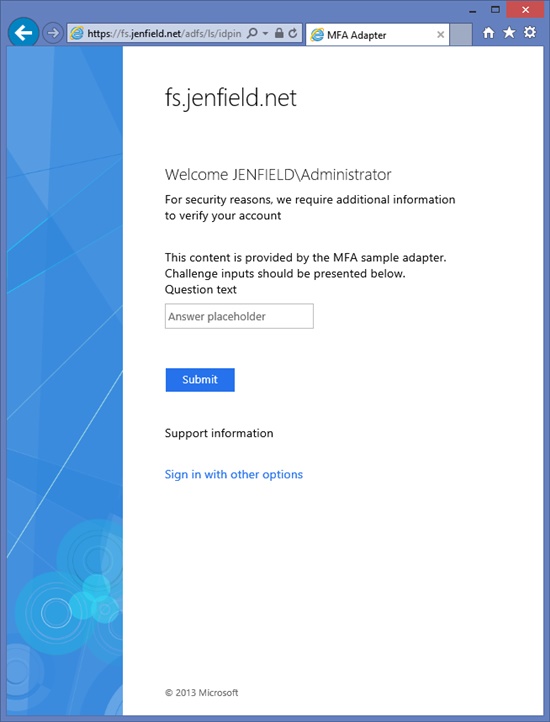 https://fs.jenfield.net/adfs/ls/idpin
MFA Adapter
fs.jenfield.net
Welcome JENFIELD\Administrator
For security reasons, we require additional information
to verify your account
This content is provided by the MFA sample adapter.
Challenge inputs should be presented below.
Question text
Answer placeholder
Submit
Support information
Sign in with other options
© 2013 Microsoft